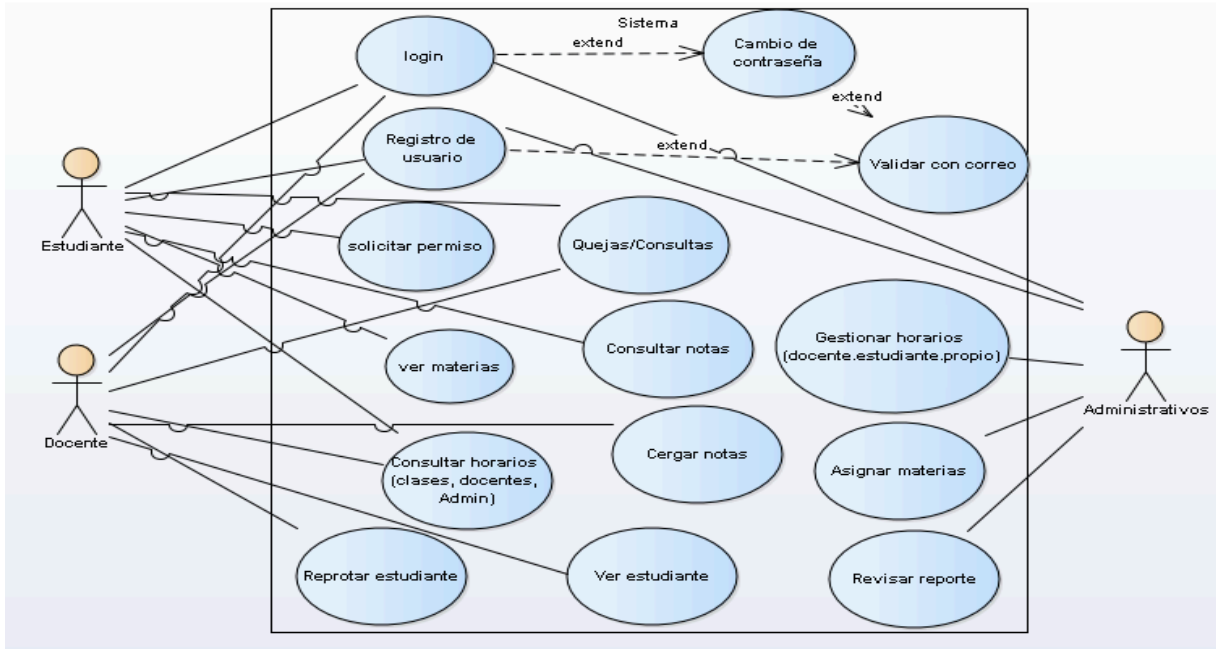 Sistema
extend
login
Cambio de
contraseña
extend
Registro de
usuario
extend
Validar con correo
Estudiante
solicitar permiso
Quejas/Consultas
Gestionar horarios
(docente.estudiante.propio)
Consultar notas
ver materias
Administrativos
Docente
Consultar horarios
(clases, docentes,
Admin)
Cergar notas
Asignar materias
Reprotar estudiante
Ver estudiante
Revisar reporte